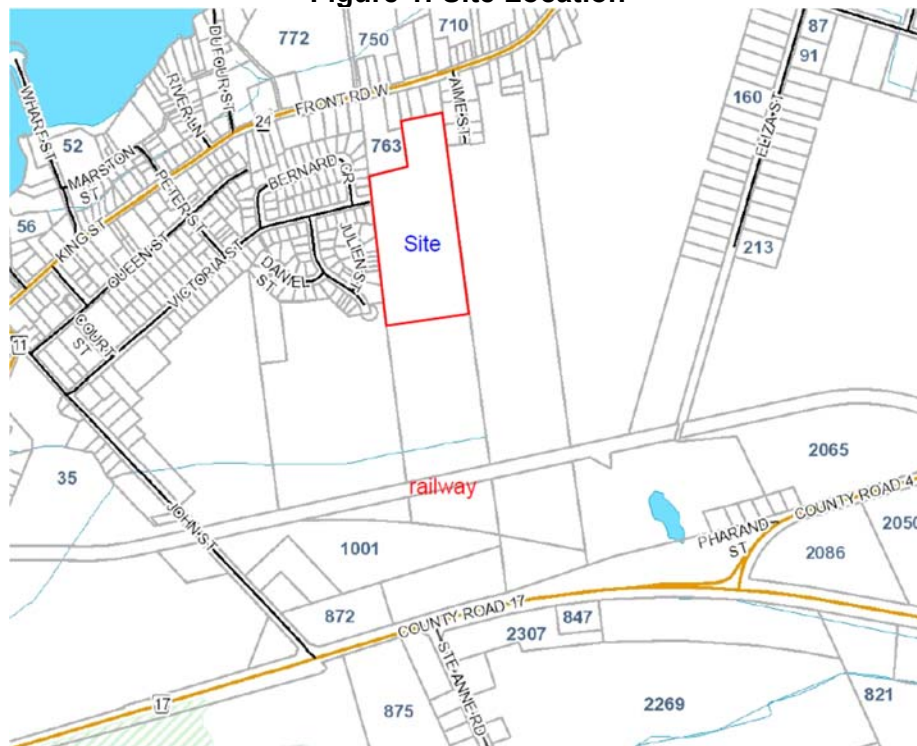 Figure 1: Site Location
772
750
710
87
91
DUFOUR ST
RIVER LN
24
FRONT RD W
AIME ST
160
ELIZA ST
WHARF ST
52
MARSTON ST
763
BERNARD CR
56
KING ST
PETER ST
QUEEN ST
VICTORIA ST
JULIEN ST
DANIEL ST
Site
213
11
COURT ST
35
JOHN ST
railway
2065
COUNTY ROAD 4
PHARAND ST
2050
2086
1001
872
COUNTY ROAD 17
847
2307
STE ANNE RD
17
875
2269
821